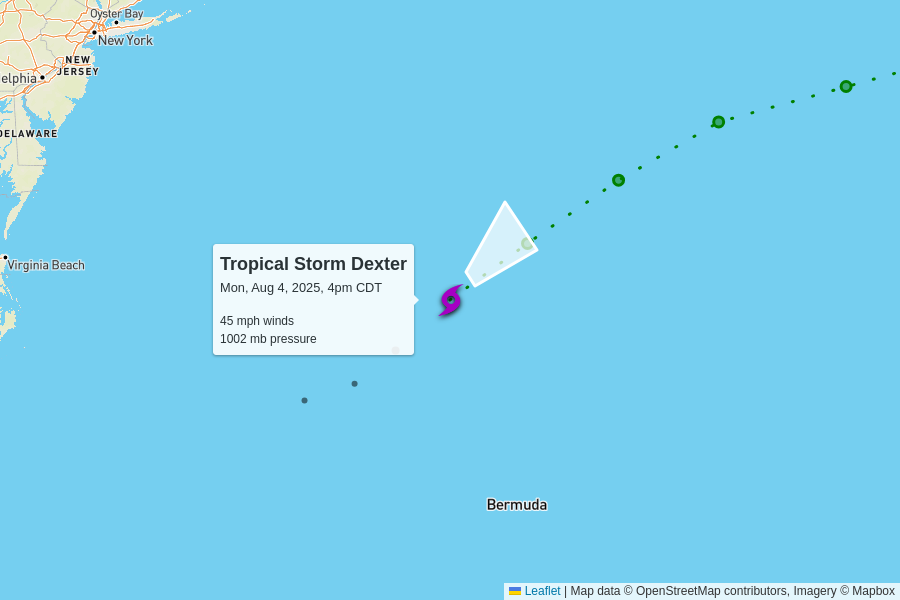 Oyster Bay
New York
NEW
JERSEY
elphia
DELAWARE
Virginia Beach
Tropical Storm Dexter
Mon, Aug 4, 2025, 4pm CDT
45 mph winds
1002 mb pressure
Bermuda
Leaflet | Map data © OpenStreetMap contributors, Imagery © Mapbox